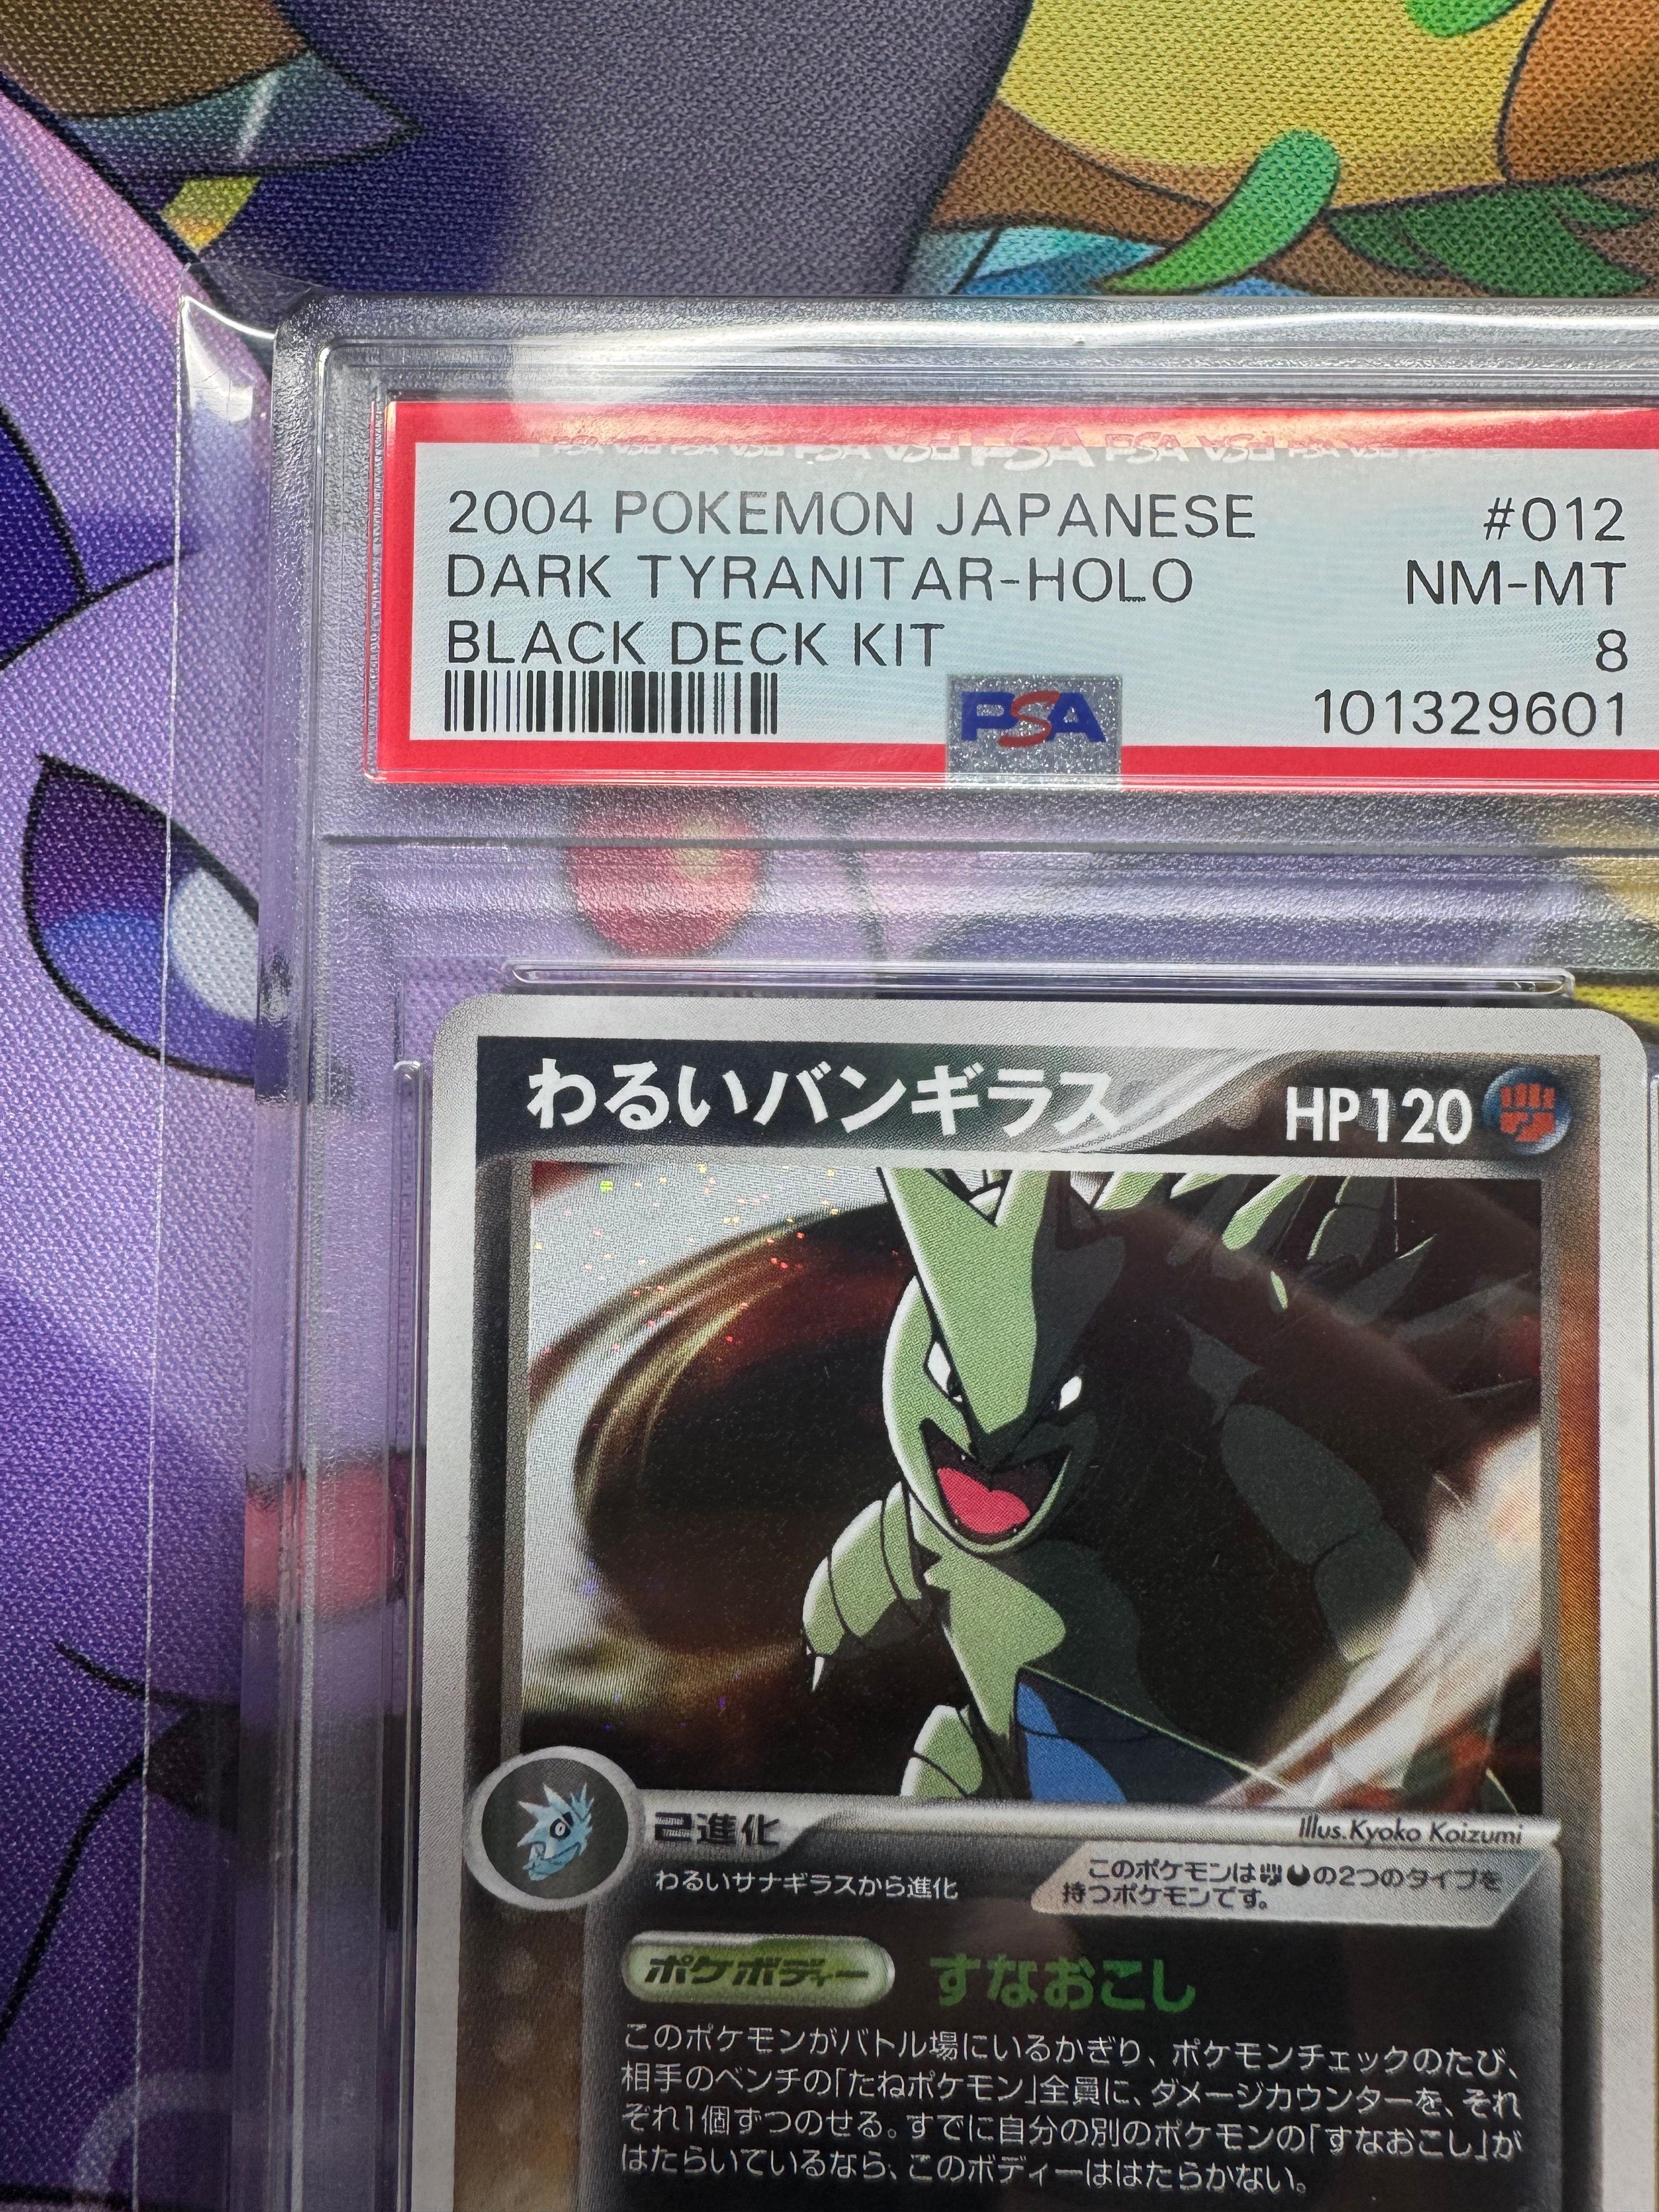 2004 POKEMON JAPANESE #012
DARK TYRANITAR-HOLO NM-MT
BLACK DECK KIT 8
PSA 101329601
わるいバンギラス HP120
2進化
Illus.Kyoko Koizumi
わるいサナギラスから進化
このポケモンはの2つのタイプを
持つポケモンです。
ポケボディー すなおこし
このポケモンがバトル場にいるかぎり、ポケモンチェックのたび、
相手のベンチの「たねポケモン」全員に、ダメージカウンターを、それ
ぞれ1個ずつのせる。すでに自分の別のポケモンの「すなおこし」が
はたらいているなら、このボディーははたらかない。